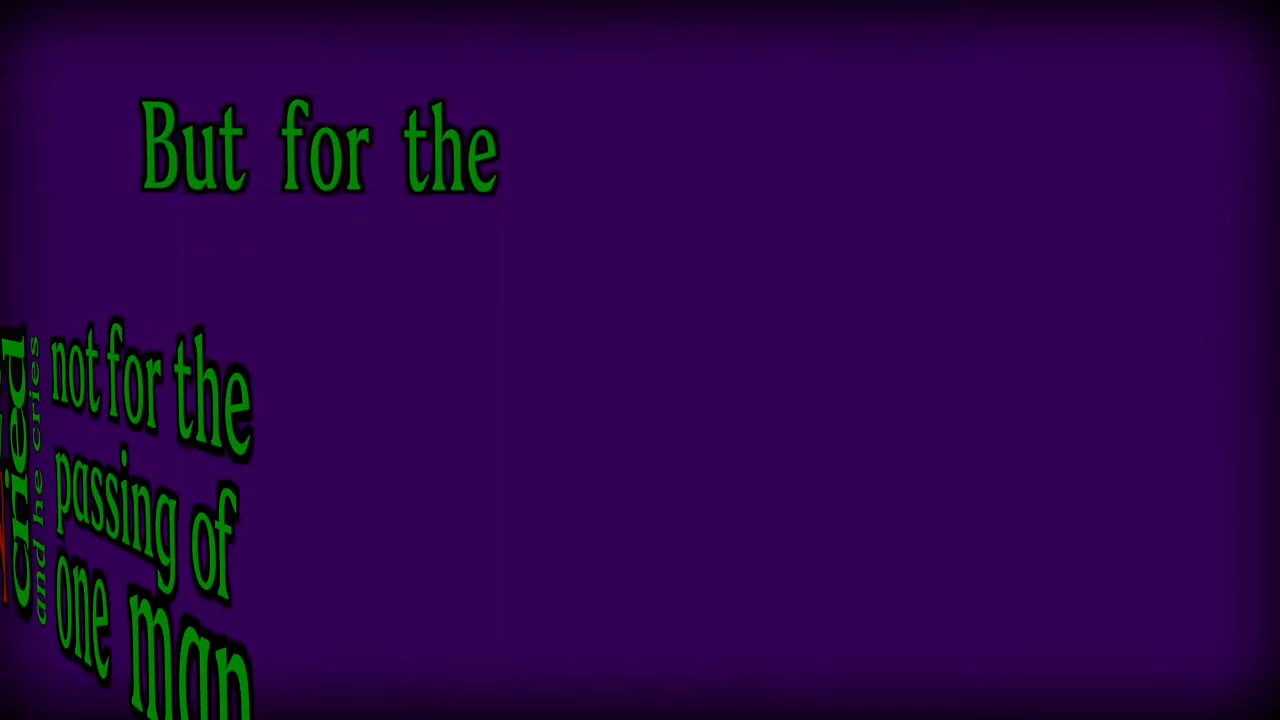 But for the
cried
and he cries
not for the
passing of
one man